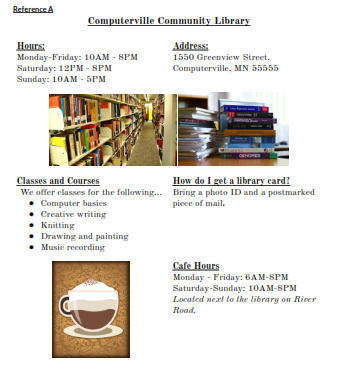 Reference A
Computerville Community Library
Hours:
Monday-Friday: 10AM - 8PM
Saturday: 12PM - 8PM
Sunday: 10AM - 5PM
Address:
1550 Greenview Street,
Computerville, MN 55555
Classes and Courses
We offer classes for the following...
● Computer basics
● Creative writing
● Knitting
● Drawing and painting
● Music recording
How do I get a library card?
Bring a photo ID and a postmarked
piece of mail.
Cafe Hours
Monday - Friday: 6AM-8PM
Saturday-Sunday: 10AM-8PM
Located next to the library on River
Road.